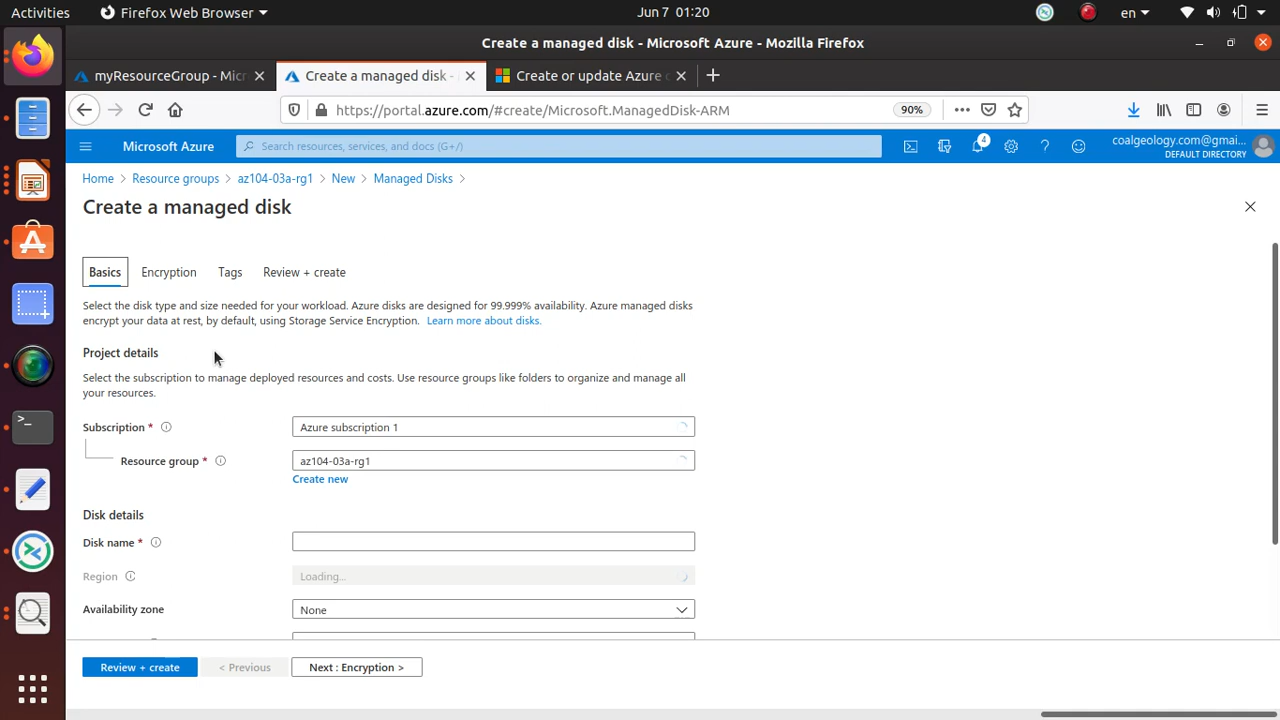 Activities
Firefox Web Browser
Jun 7 01:20
en
Create a managed disk - Microsoft Azure - Mozilla Firefox
myResourceGroup - Micr
Create a managed disk -
Create or update Azure
https://portal.azure.com/#create/Microsoft.ManagedDisk-ARM
90%
Microsoft Azure
Search resources, services, and docs (G+/)
4
coalgeology.com@gmai...
DEFAULT DIRECTORY
Home > Resource groups > az104-03a-rg1 > New > Managed Disks >
Create a managed disk
Basics
Encryption
Tags
Review + create
Select the disk type and size needed for your workload. Azure disks are designed for 99.999% availability. Azure managed disks
encrypt your data at rest, by default, using Storage Service Encryption. Learn more about disks.
Project details
Select the subscription to manage deployed resources and costs. Use resource groups like folders to organize and manage all
your resources.
Subscription *
Azure subscription 1
Resource group *
az104-03a-rg1
Create new
Disk details
Disk name *
Region
Loading...
Availability zone
None
Review + create
< Previous
Next : Encryption >